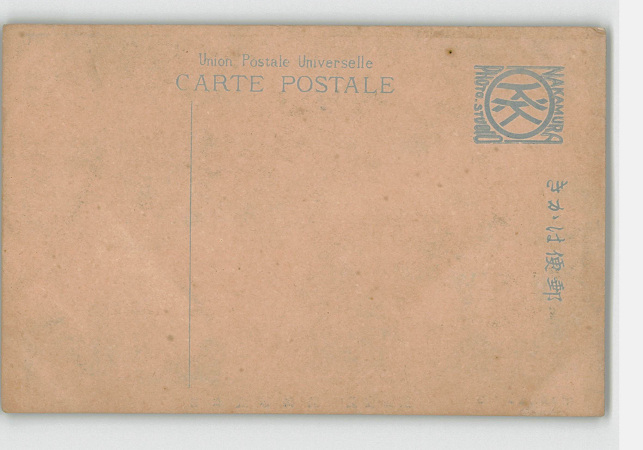 Union Postale Universelle
CARTE POSTALE
NAKAMURA
PHOTO-STUDIO
きかは便郵